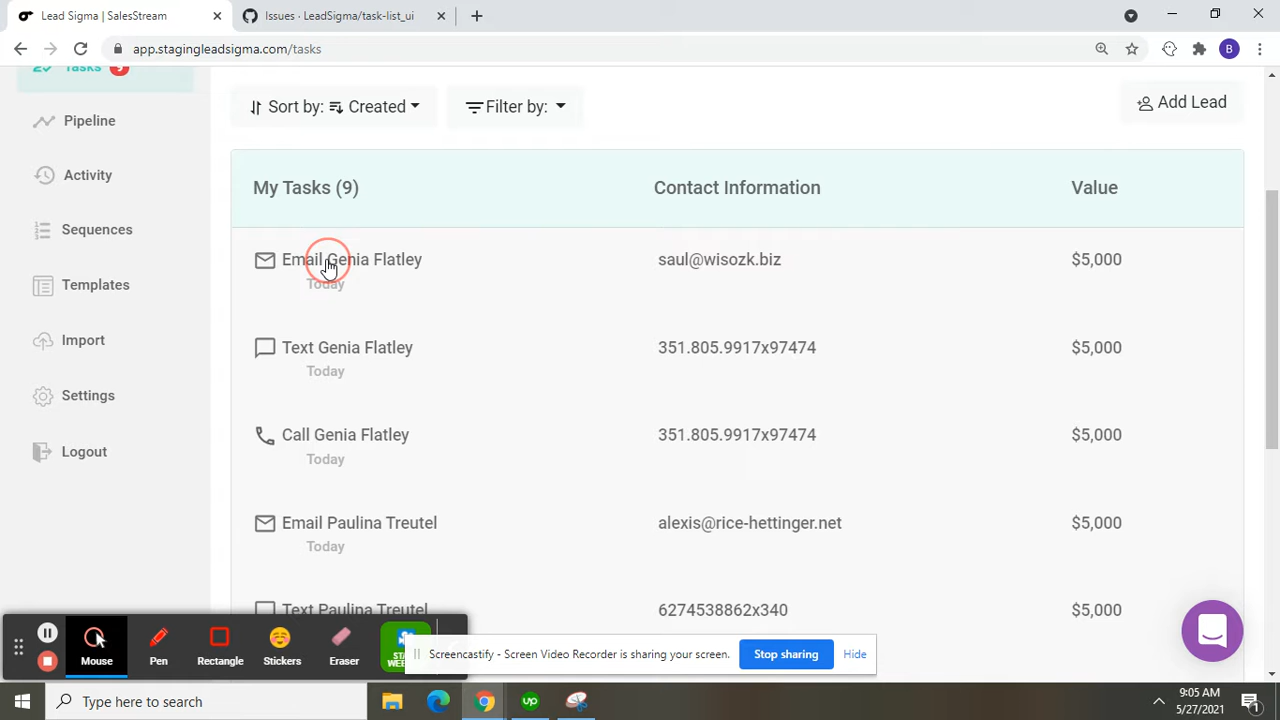 Lead Sigma | SalesStream
Issues · LeadSigma/task-list_ui
app.stagingleadsigma.com/tasks
B
Tasks
Pipeline
Activity
Sequences
Templates
Import
Settings
Logout
Sort by: Created
Filter by:
Add Lead
My Tasks (9) Contact Information Value
Email Genia Flatley saul@wisozk.biz $5,000
Today
Text Genia Flatley 351.805.9917x97474 $5,000
Today
Call Genia Flatley 351.805.9917x97474 $5,000
Today
Email Paulina Treutel alexis@rice-hettinger.net $5,000
Today
Text Paulina Treutel 6274538862x340 $5,000
Mouse
Pen
Rectangle
Stickers
Eraser
Screencastify - Screen Video Recorder is sharing your screen.
Stop sharing
Hide
Type here to search
up
9:05 AM
5/27/2021
1